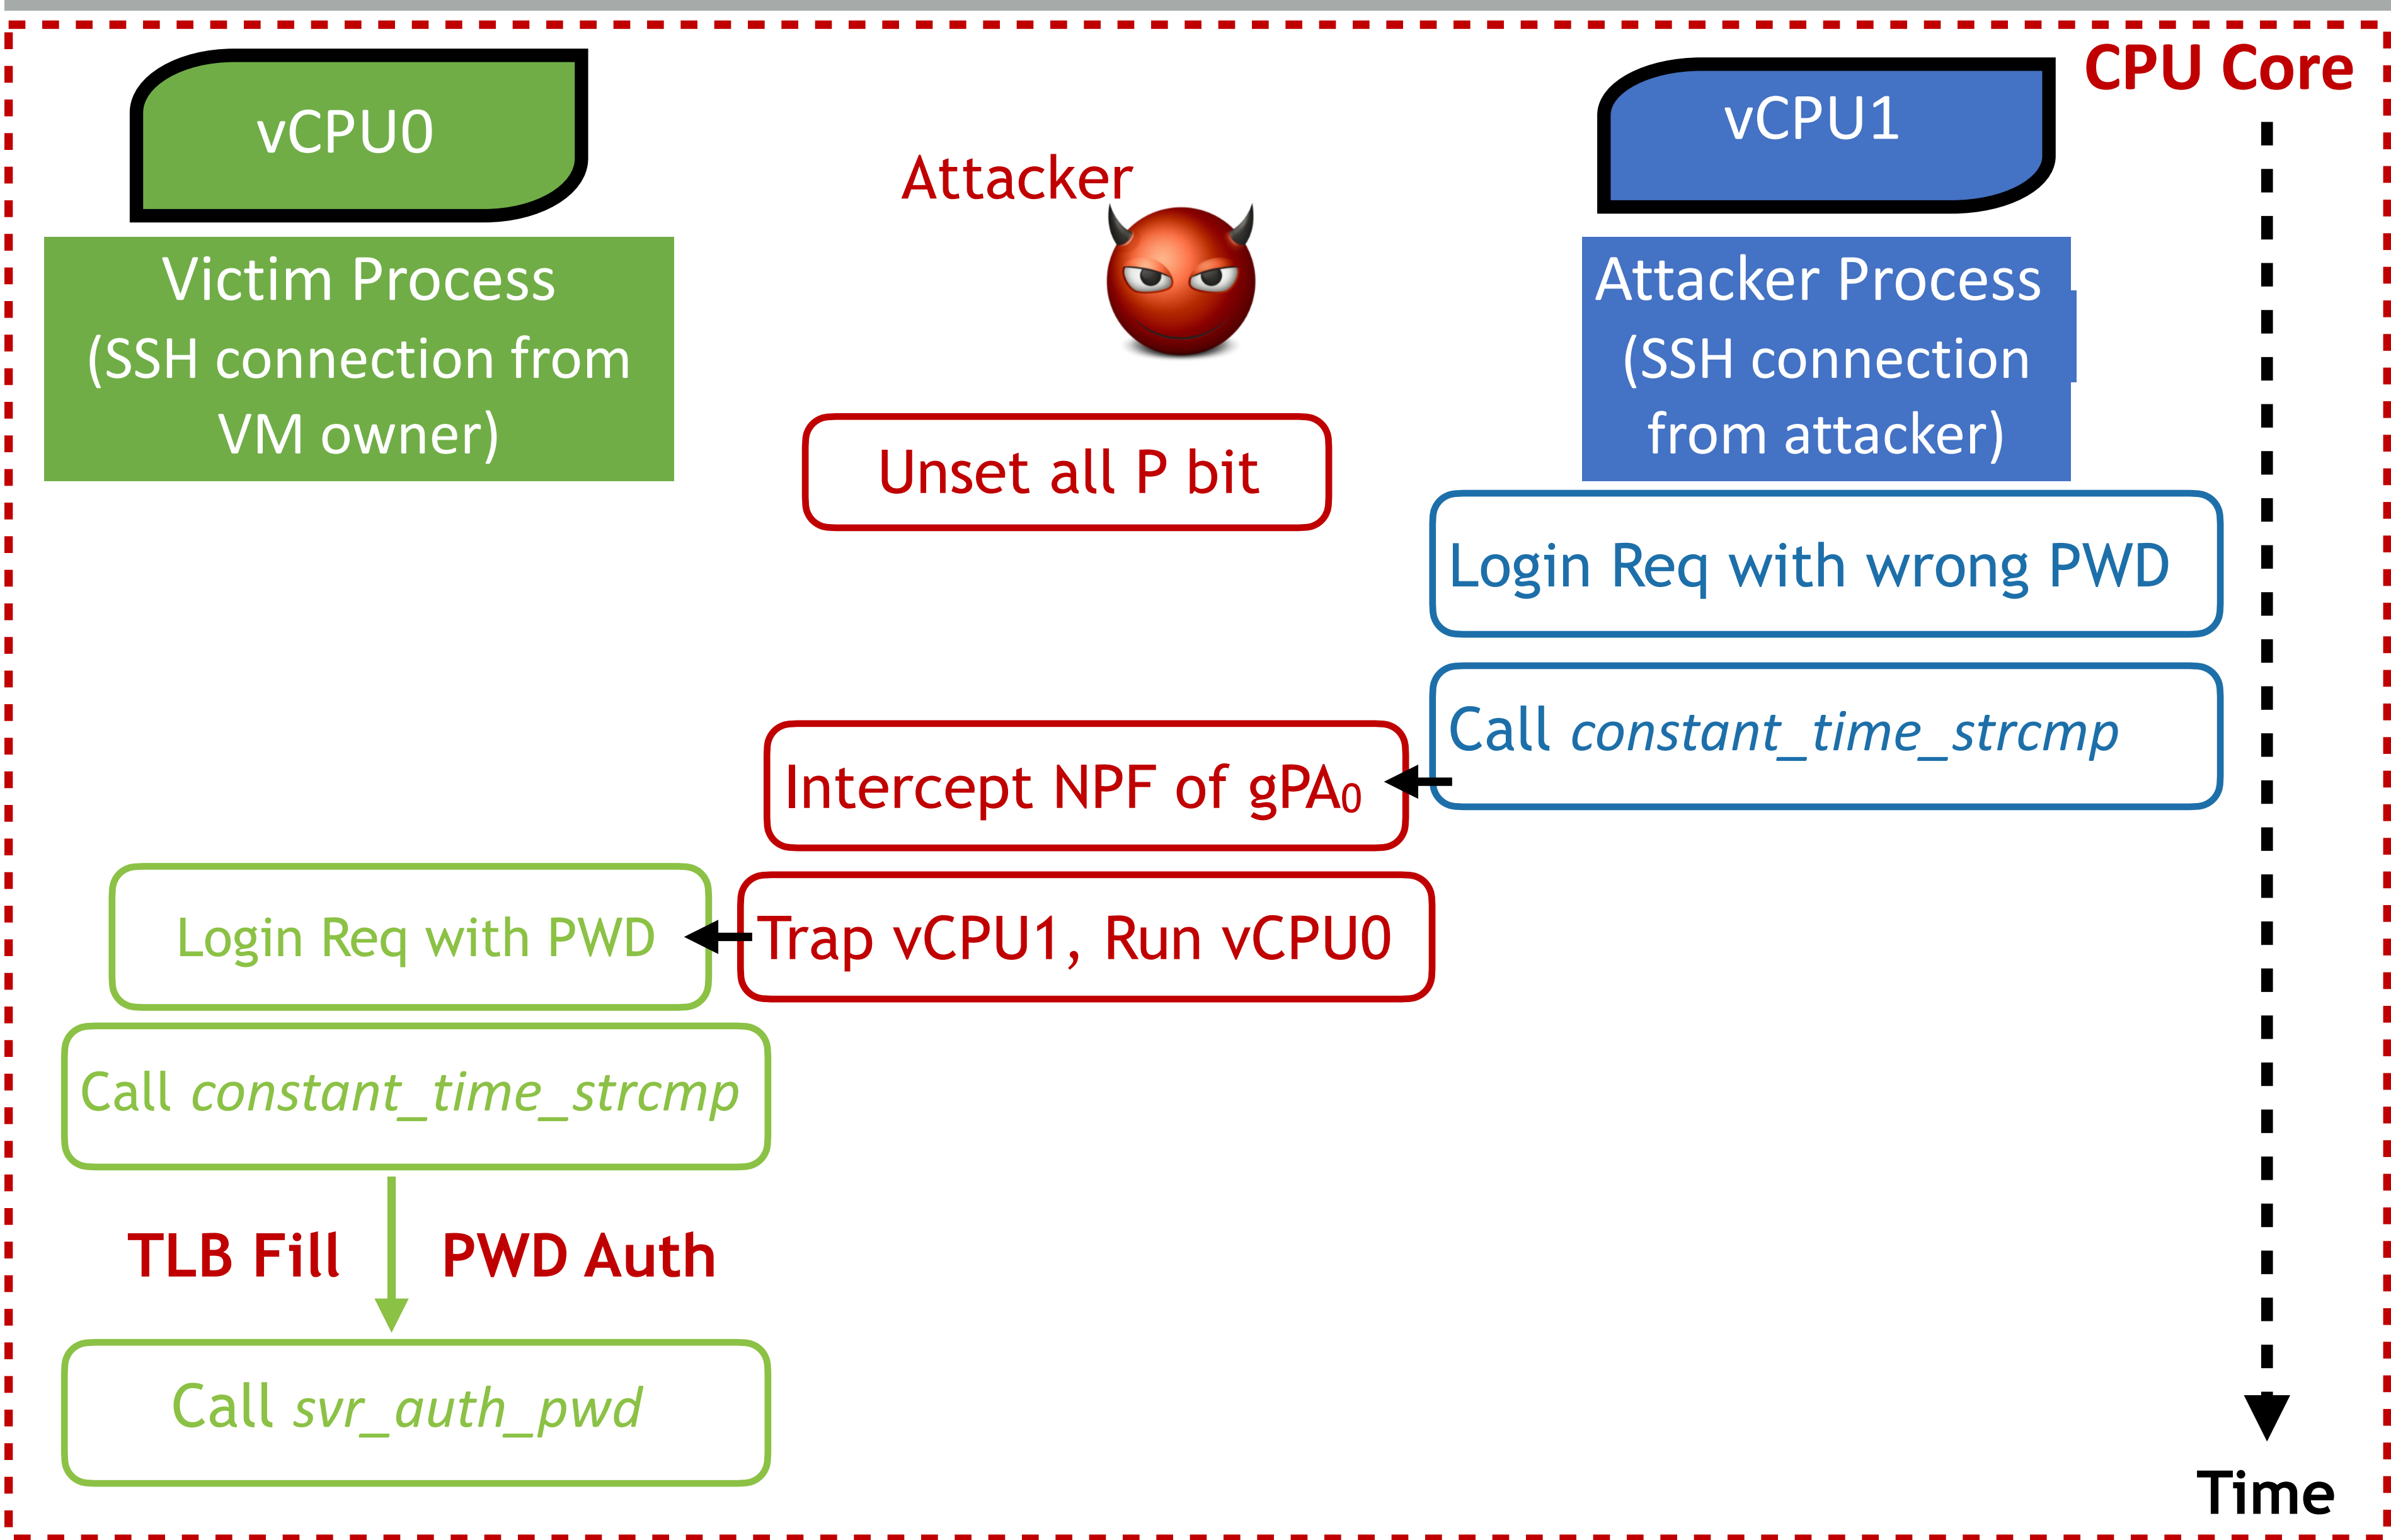 CPU Core
vCPU0
Attacker
vCPU1
Victim Process
(SSH connection from
VM owner)
Attacker Process
(SSH connection
from attacker)
Unset all P bit
Login Req with wrong PWD
Call constant_time_strcmp
Intercept NPF of gPA₀
Trap vCPU1, Run vCPU0
Login Req with PWD
Call constant_time_strcmp
TLB Fill
PWD Auth
Call svr_auth_pwd
Time